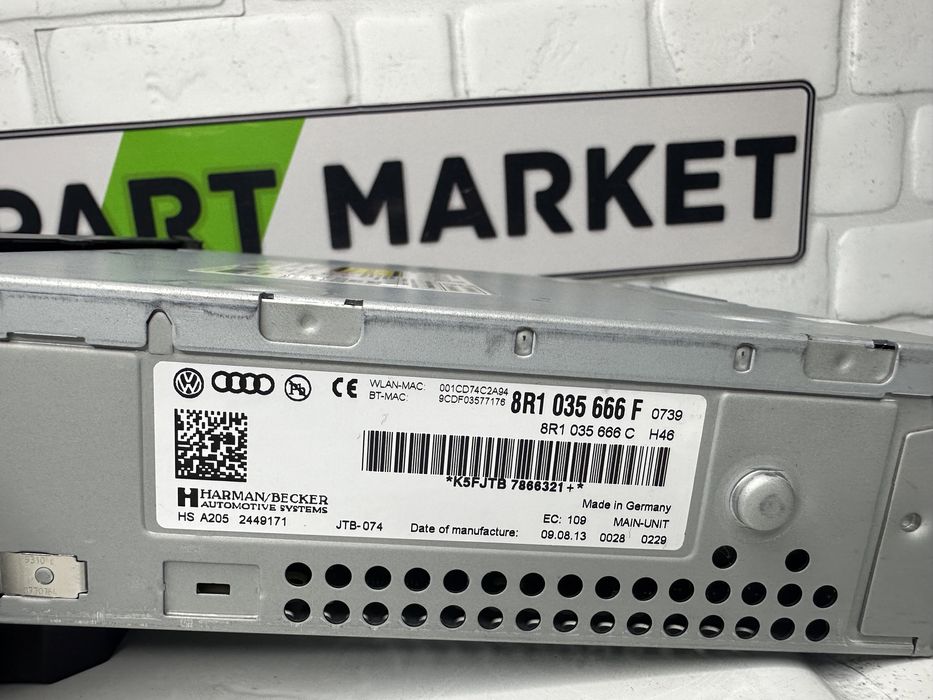 PART MARKET
WLAN-MAC: 001CD74C2A94
BT-MAC: 9CDF03577176
8R1 035 666 F 0739
8R1 035 666 C H46
*K5FJTB 7866321+*
HARMAN/BECKER
AUTOMOTIVE SYSTEMS
Made in Germany
HS A205 2449171
JTB-074
EC: 109 MAIN-UNIT
Date of manufacture: 09.08.13 0028 0229